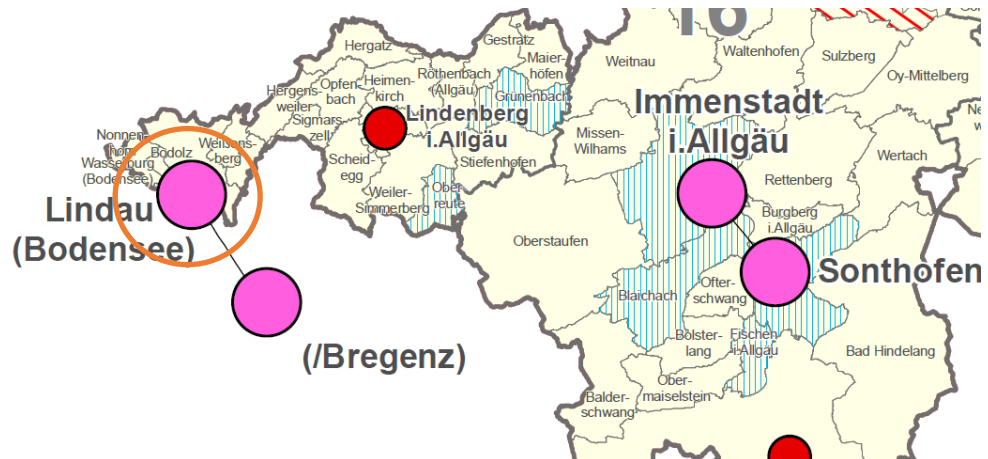 16
Hergatz
Gestratz
Maier-
höfen
Weitnau
Waltenhofen
Sulzberg
Oy-Mittelberg
Opfen-
bach
Heimen-
kirch
Röthenbach
(Allgäu)
Grünenbach
Hergens-
weiler
Sigmars-
zell
Lindenberg
i.Allgäu
Immenstadt
i.Allgäu
Missen-
Wilhams
Nonnen-
horn
Wasserburg
(Bodensee)
Bodolz
Weißens-
berg
Scheid-
egg
Stiefenhofen
Wertach
Weiler-
Simmerberg
Ober-
reute
Rettenberg
Lindau
(Bodensee)
Burgberg
i.Allgäu
Oberstaufen
Sonthofen
Blaichach
Ofter-
schwang
Bolster-
lang
Fischen
i.Allgäu
Bad Hindelang
(/Bregenz)
Ober-
maiselstein
Balder-
schwang